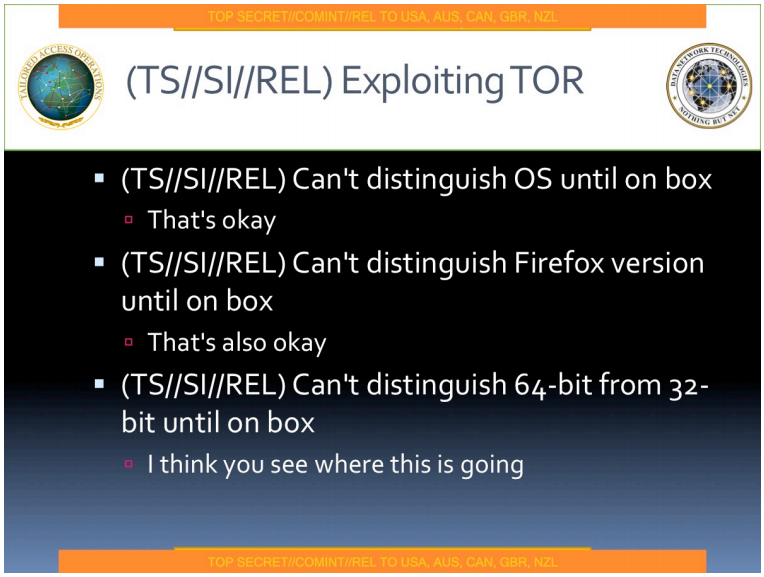 TOP SECRET//COMINT//REL TO USA, AUS, CAN, GBR, NZL
TAILORED ACCESS OPERATIONS
(TS//SI//REL) Exploiting TOR
DATA NETWORK TECHNOLOGIES
NOTHING BUT NET
(TS//SI//REL) Can't distinguish OS until on box
That's okay
(TS//SI//REL) Can't distinguish Firefox version
until on box
That's also okay
(TS//SI//REL) Can't distinguish 64-bit from 32-
bit until on box
I think you see where this is going
TOP SECRET//COMINT//REL TO USA, AUS, CAN, GBR, NZL